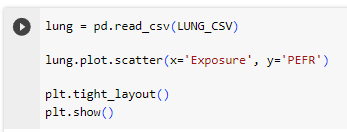 lung = pd.read_csv(LUNG_CSV)
lung.plot.scatter(x='Exposure', y='PEFR')
plt.tight_layout()
plt.show()